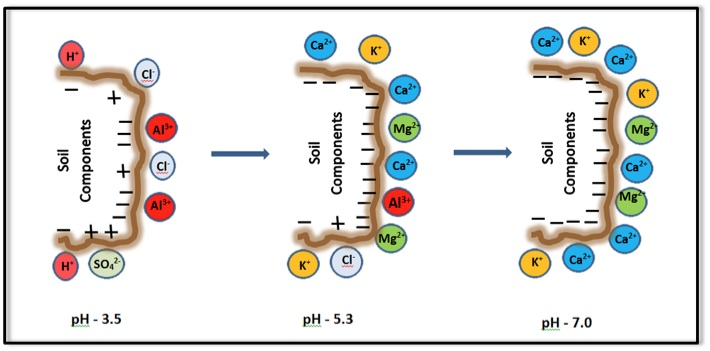 H⁺
Cl⁻
Al³⁺
Cl⁻
Al³⁺
H⁺
SO₄²⁻
Soil
Components
pH - 3.5
Ca²⁺
K⁺
Ca²⁺
Mg²⁺
Ca²⁺
Al³⁺
Mg²⁺
K⁺
Cl⁻
Soil
Components
pH - 5.3
Ca²⁺
K⁺
Ca²⁺
K⁺
Mg²⁺
Ca²⁺
Mg²⁺
Ca²⁺
K⁺
Ca²⁺
Soil
Components
pH - 7.0